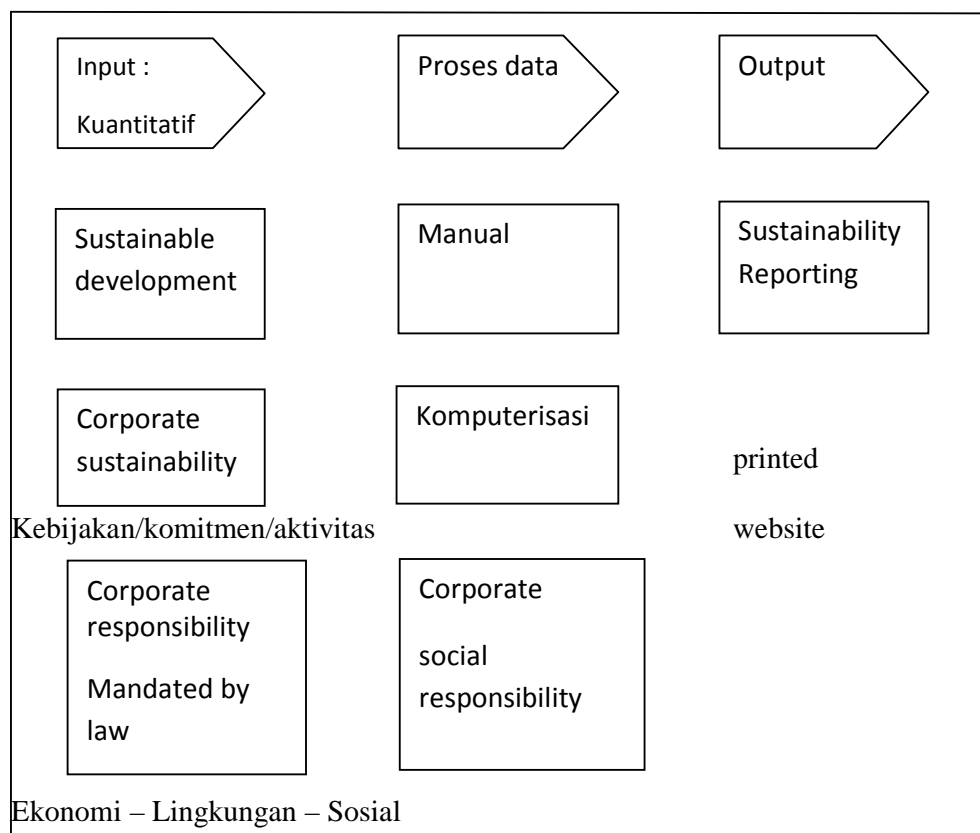 Input :
Kuantitatif
Proses data
Output
Sustainable
development
Manual
Sustainability
Reporting
Corporate
sustainability
Komputerisasi
printed
Kebijakan/komitmen/aktivitas
website
Corporate
responsibility
Mandated by
law
Corporate
social
responsibility
Ekonomi – Lingkungan – Sosial